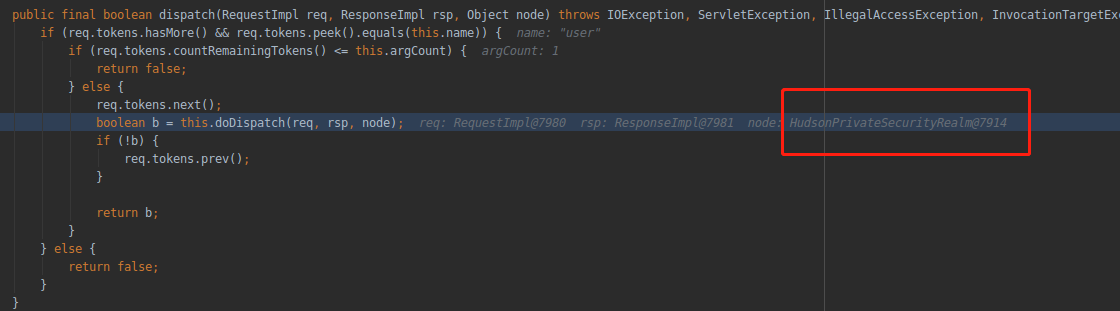 public final boolean dispatch(RequestImpl req, ResponseImpl rsp, Object node) throws IOException, ServletException, IllegalAccessException, InvocationTargetExc
if (req.tokens.hasMore() && req.tokens.peek().equals(this.name)) {  name: "user"
if (req.tokens.countRemainingTokens() <= this.argCount) {  argCount: 1
return false;
} else {
req.tokens.next();
boolean b = this.doDispatch(req, rsp, node);  req: RequestImpl@7980  rsp: ResponseImpl@7981  node: HudsonPrivateSecurityRealm@7914
if (!b) {
req.tokens.prev();
}
return b;
}
} else {
return false;
}
}